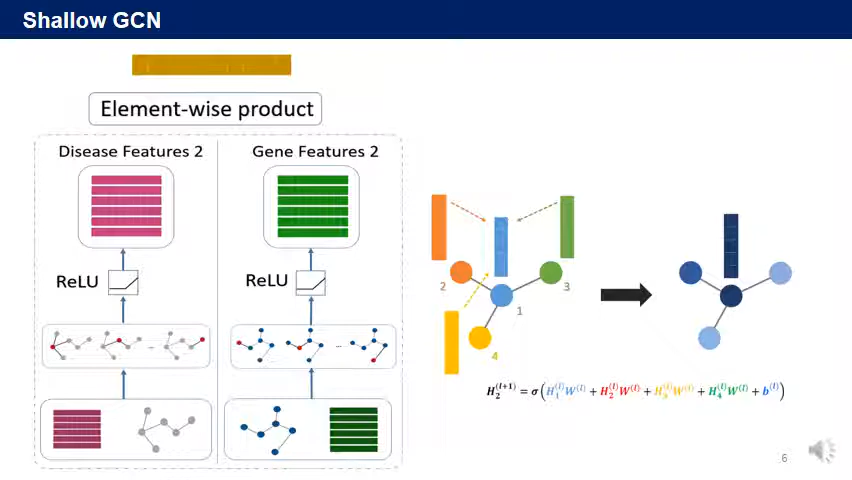 Shallow GCN
Element-wise product
Disease Features 2
Gene Features 2
ReLU
ReLU
...
...
2
3
1
4
H_2^{(l+1)} = σ(H_1^{(l)}W^{(l)} + H_2^{(l)}W^{(l)} + H_3^{(l)}W^{(l)} + H_4^{(l)}W^{(l)} + b^{(l)})
6